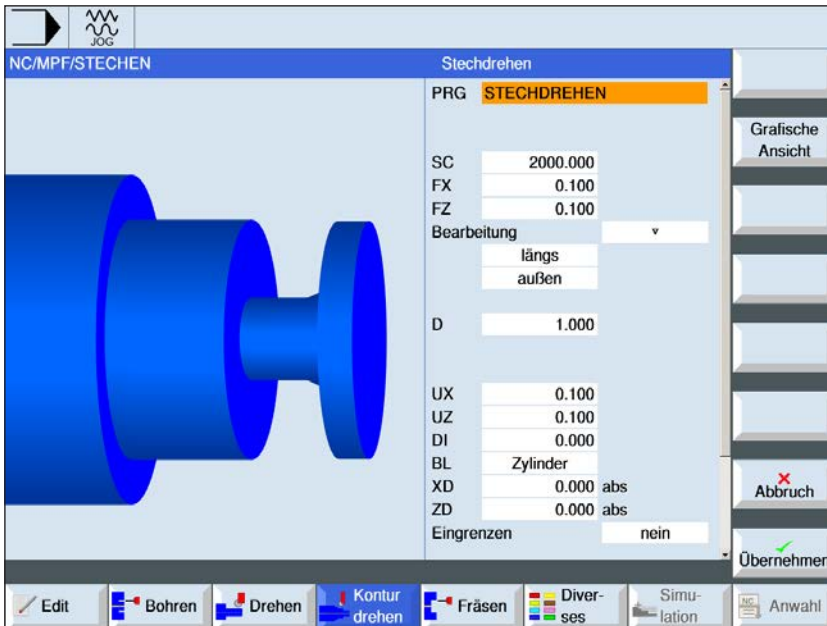 JOG
NC/MPF/STECHEN
Stechdrehen
PRG STECHDREHEN
Grafische
Ansicht
SC 2000.000
FX 0.100
FZ 0.100
Bearbeitung v
längs
außen
D 1.000
UX 0.100
UZ 0.100
DI 0.000
BL Zylinder
XD 0.000 abs
ZD 0.000 abs
Eingrenzen nein
Abbruch
Übernehmen
Edit
Bohren
Drehen
Kontur
drehen
Fräsen
Diver-
ses
Simu-
lation
NC
Anwahl